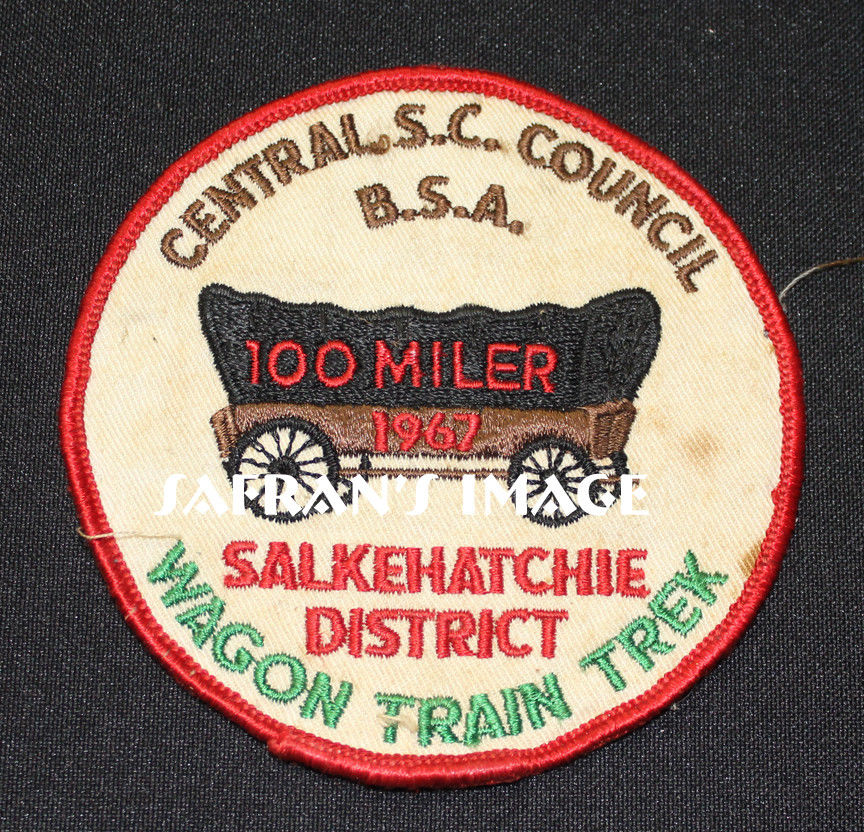 CENTRAL, S.C. COUNCIL
B.S.A.
100 MILER
1967
SAFRAN'S IMAGE
SALKEHATCHIE
DISTRICT
WAGON TRAIN TREK